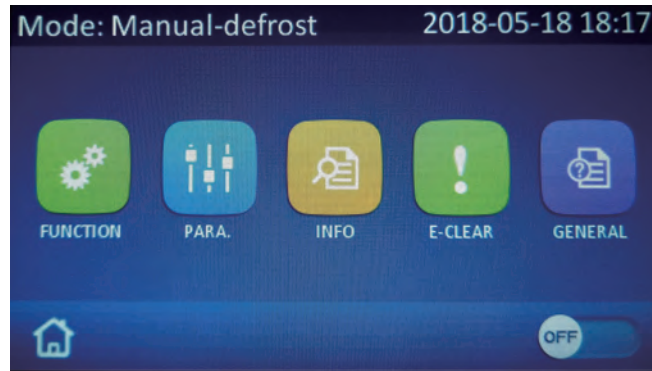 Mode: Manual-defrost 2018-05-18 18:17
FUNCTION PARA. INFO E-CLEAR GENERAL
OFF